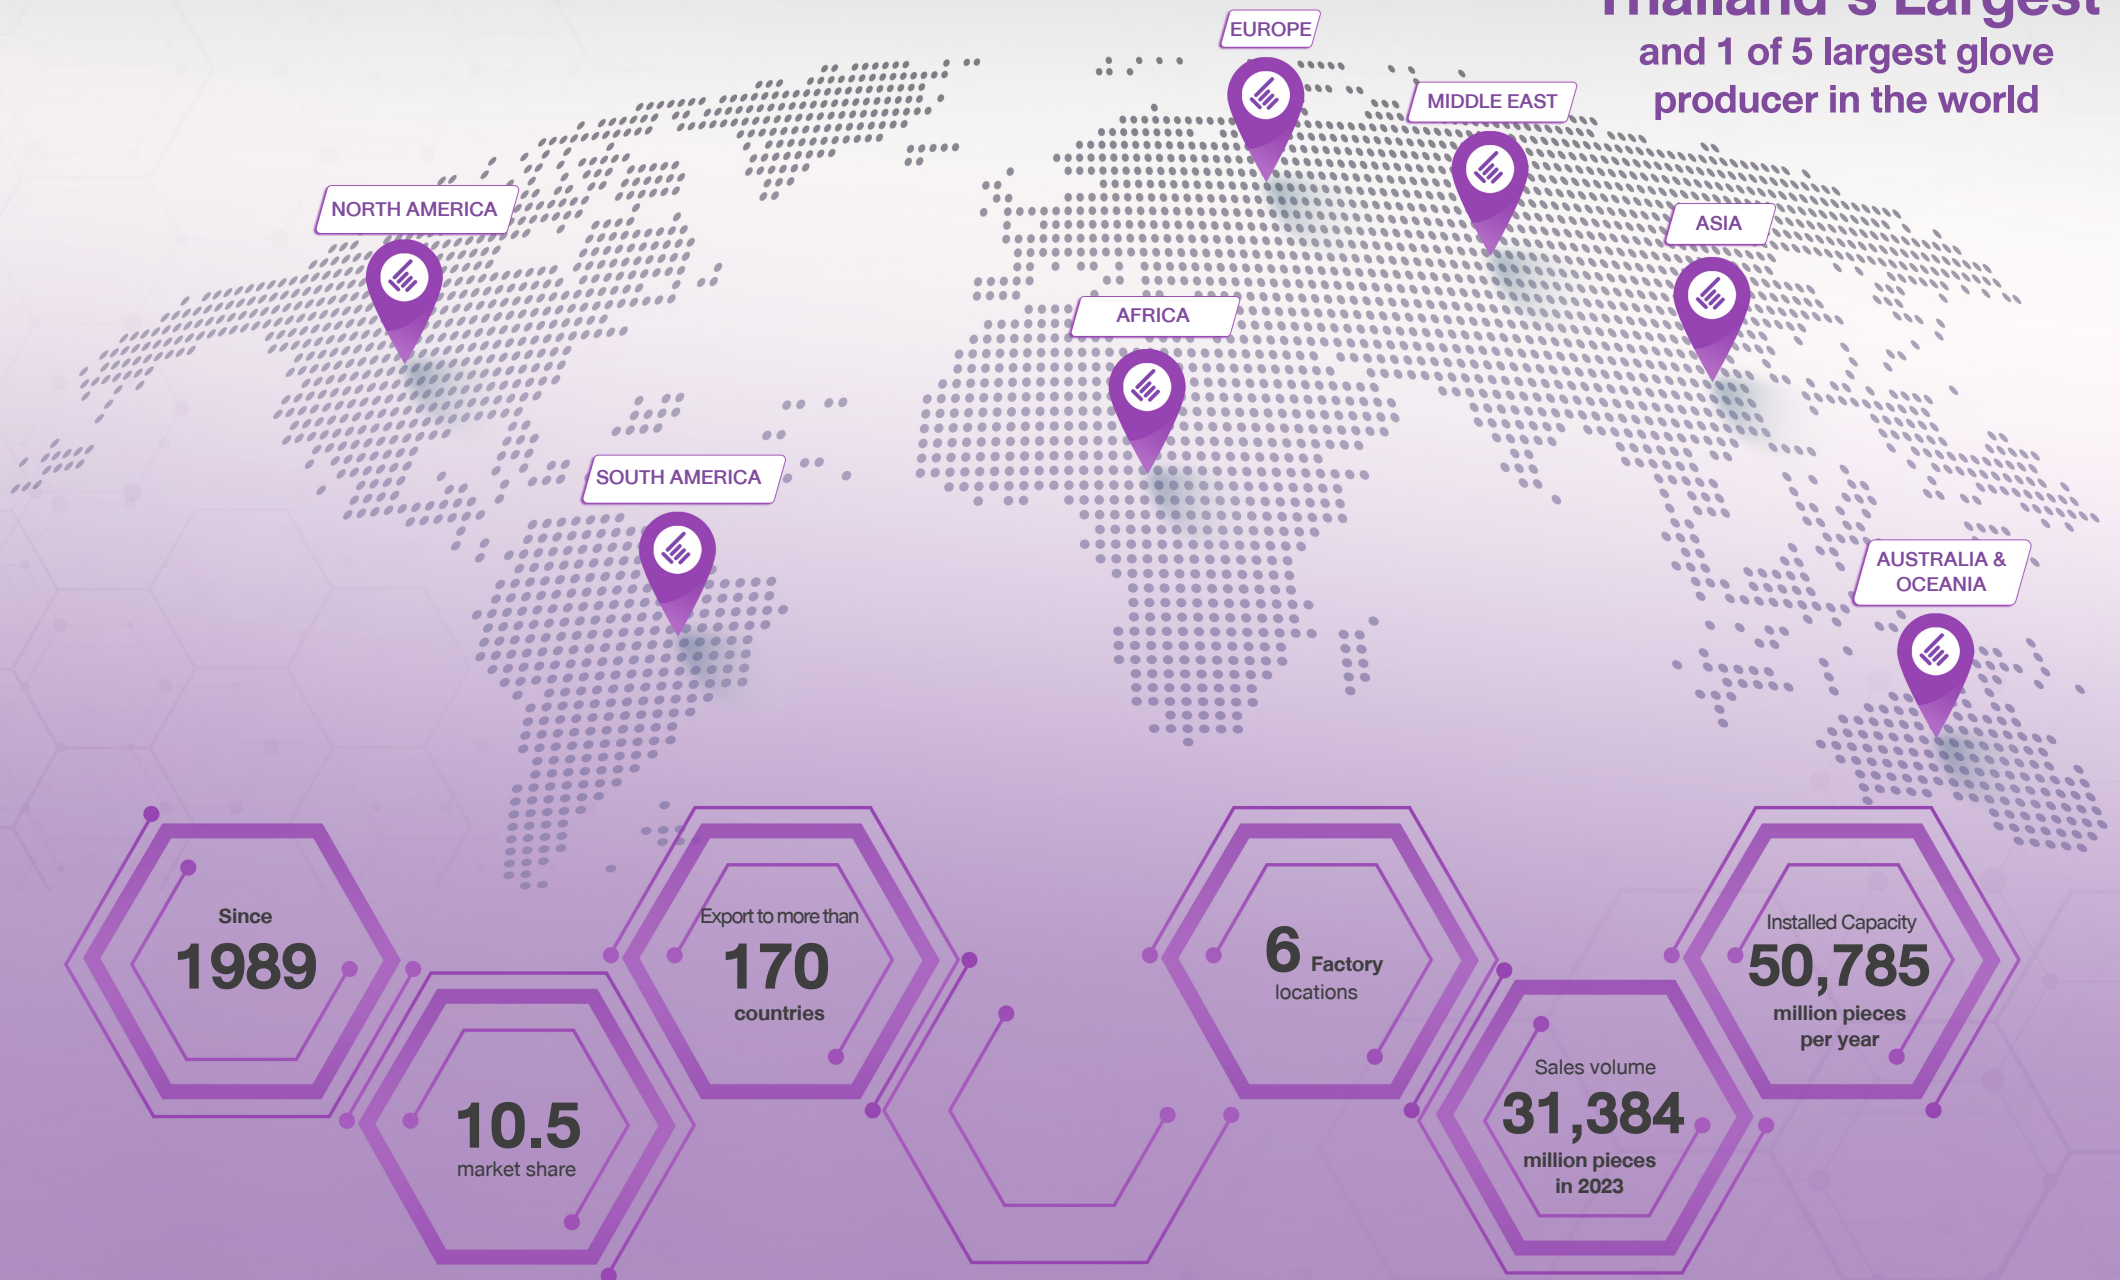 Thailand's Largest
and 1 of 5 largest glove
producer in the world
EUROPE
MIDDLE EAST
NORTH AMERICA
ASIA
AFRICA
SOUTH AMERICA
AUSTRALIA &
OCEANIA
Since
1989
10.5
market share
Export to more than
170
countries
6 Factory
locations
Sales volume
31,384
million pieces
in 2023
Installed Capacity
50,785
million pieces
per year